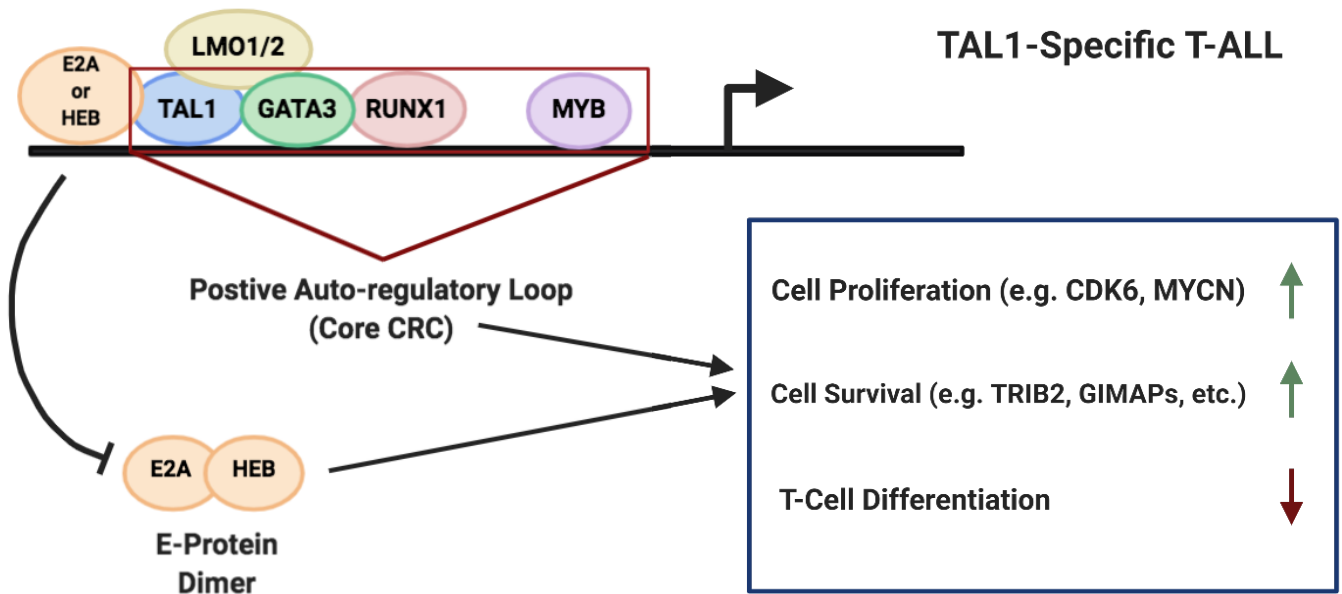 TAL1-Specific T-ALL
LMO1/2
E2A
or
HEB
TAL1
GATA3
RUNX1
MYB
Postive Auto-regulatory Loop
(Core CRC)
Cell Proliferation (e.g. CDK6, MYCN)
Cell Survival (e.g. TRIB2, GIMAPs, etc.)
T-Cell Differentiation
E2A
HEB
E-Protein
Dimer